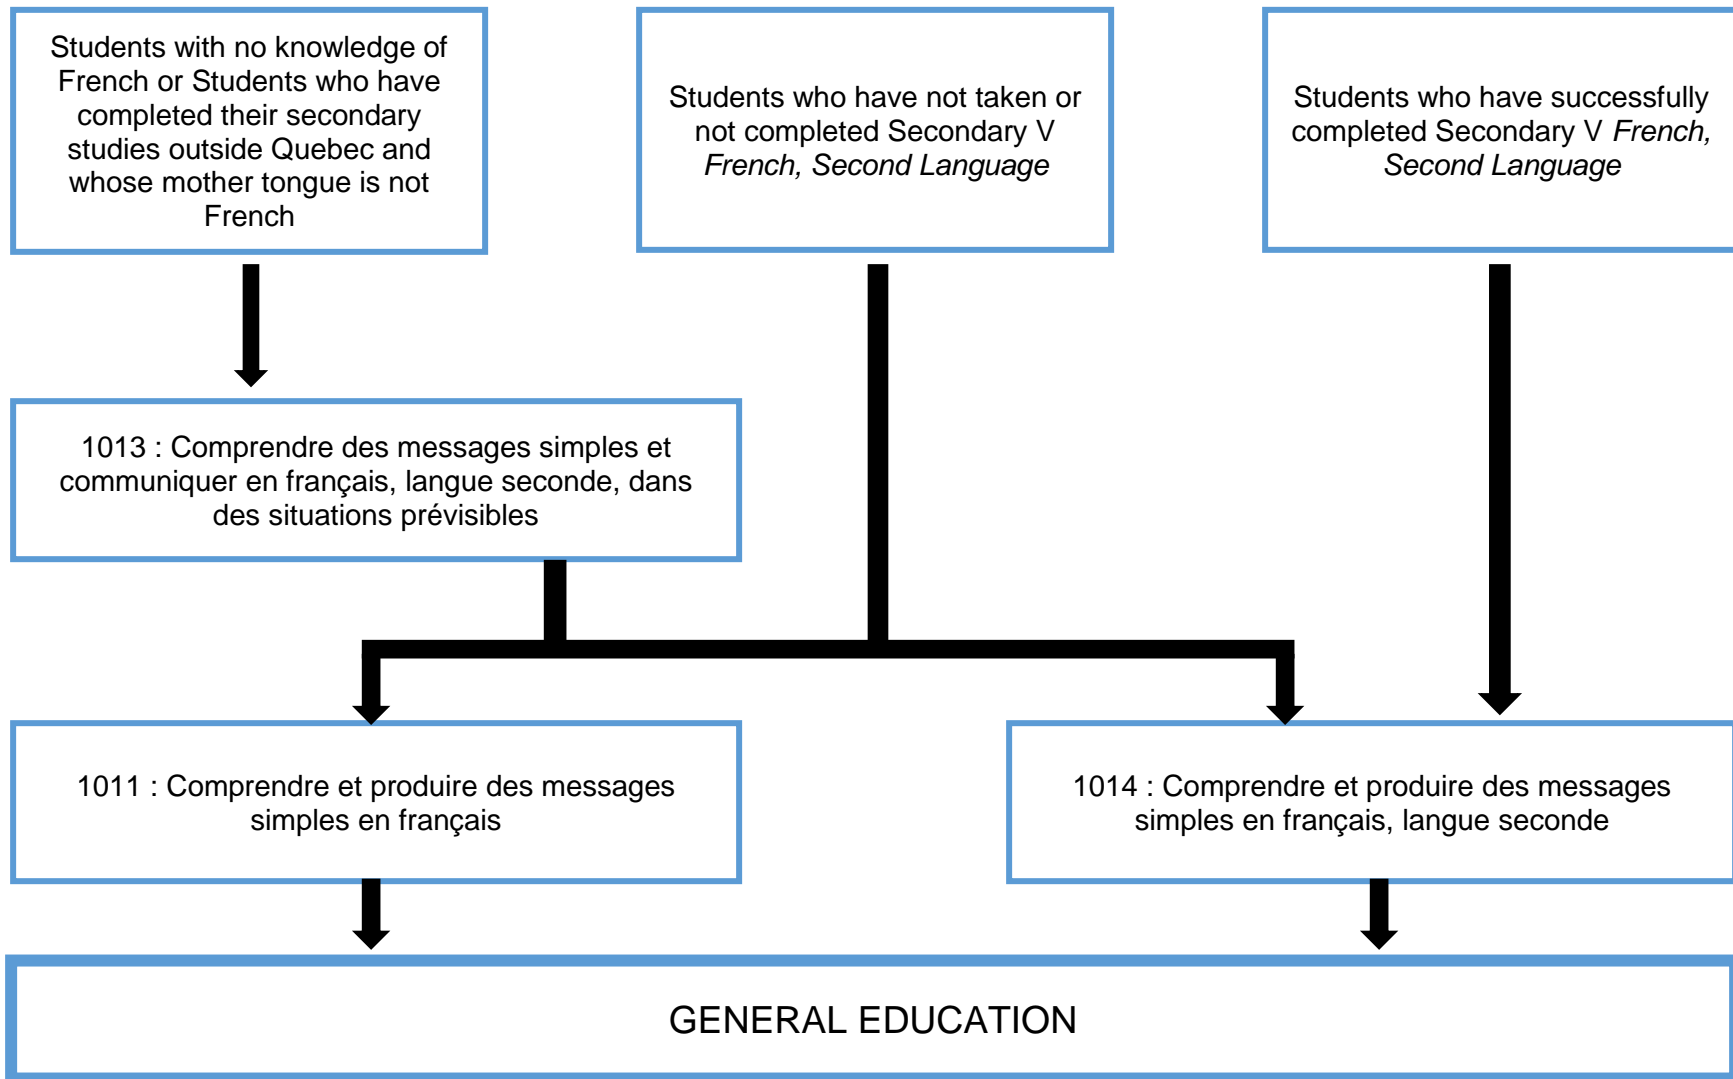 Students with no knowledge of
French or Students who have
completed their secondary
studies outside Quebec and
whose mother tongue is not
French
Students who have not taken or
not completed Secondary V
French, Second Language
Students who have successfully
completed Secondary V French,
Second Language
1013 : Comprendre des messages simples et
communiquer en français, langue seconde, dans
des situations prévisibles
1011 : Comprendre et produire des messages
simples en français
1014 : Comprendre et produire des messages
simples en français, langue seconde
GENERAL EDUCATION